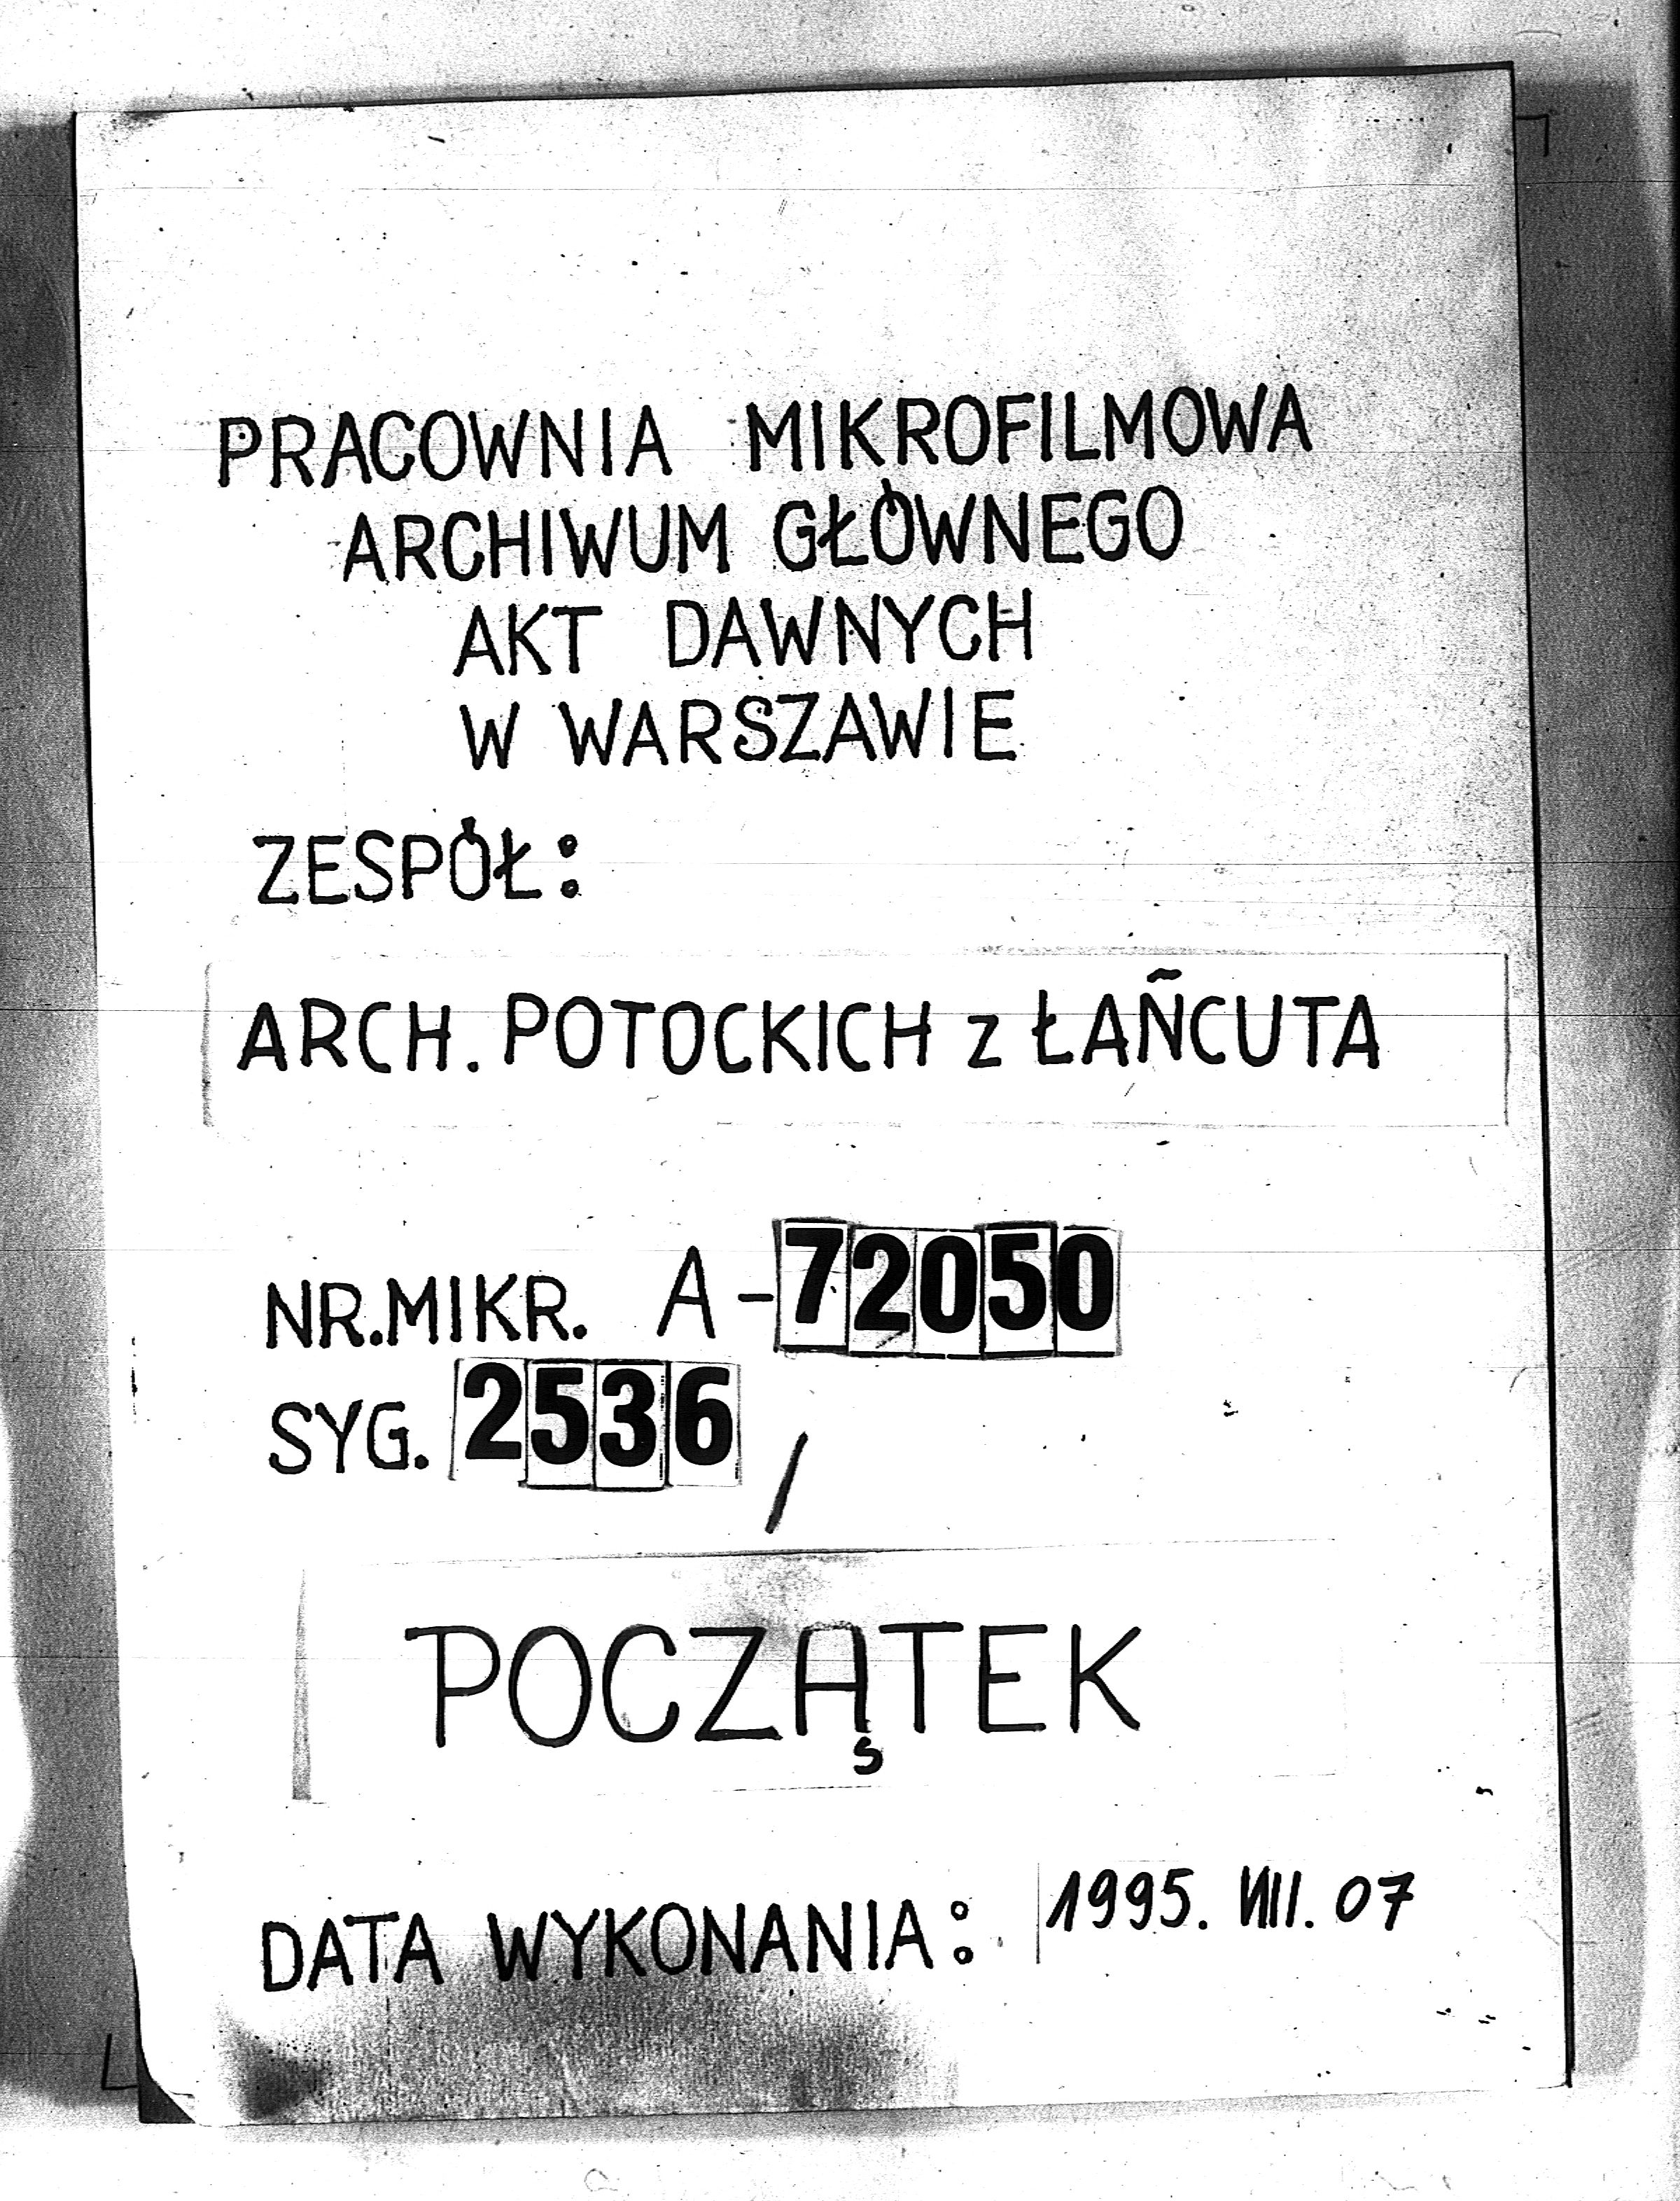 PRACOWNIA MIKROFILMOWA
ARCHIWUM GŁÓWNEGO
AKT DAWNYCH
W WARSZAWIE
ZESPÓŁ:
ARCH. POTOCKICH z ŁAŃCUTA
NR.MIKR. A-72050
SYG. 2536 /
POCZĄTEK
DATA WYKONANIA: 1995. VIII. 07